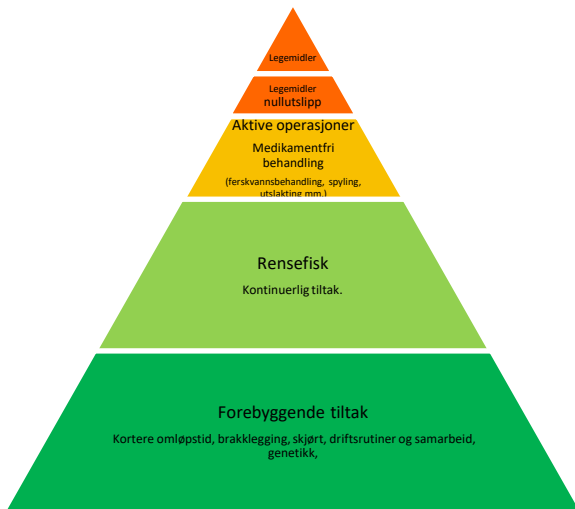 Legemidler
Legemidler
nullutslipp
Aktive operasjoner
Medikamentfri
behandling
(ferskvannsbehandling, spyling,
utslakting mm.)
Rensefisk
Kontinuerlig tiltak.
Forebyggende tiltak
Kortere omløpstid, brakklegging, skjørt, driftsrutiner og samarbeid,
genetikk,